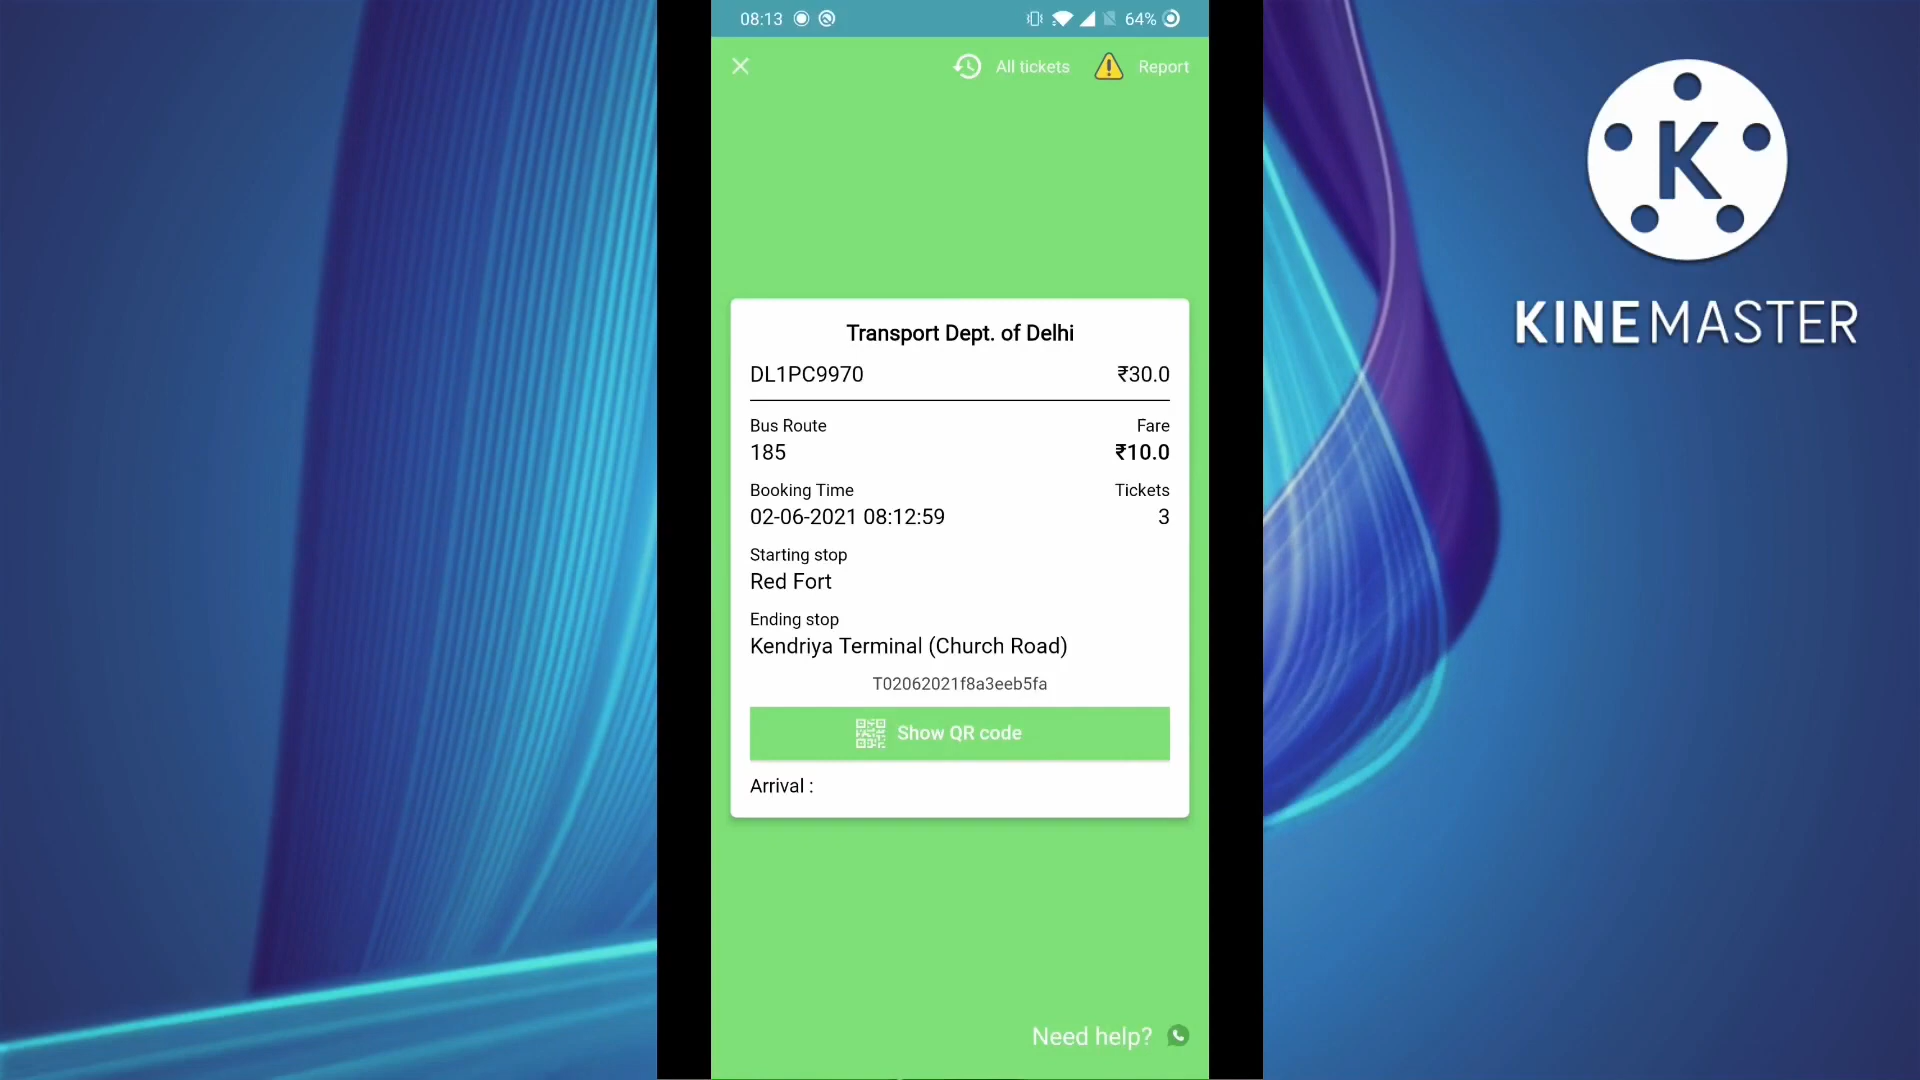 08:13
64%
All tickets
Report
K
KINEMASTER
Transport Dept. of Delhi
DL1PC9970 ₹30.0
Bus Route Fare
185 ₹10.0
Booking Time Tickets
02-06-2021 08:12:59 3
Starting stop
Red Fort
Ending stop
Kendriya Terminal (Church Road)
T02062021f8a3eeb5fa
Show QR code
Arrival :
Need help?